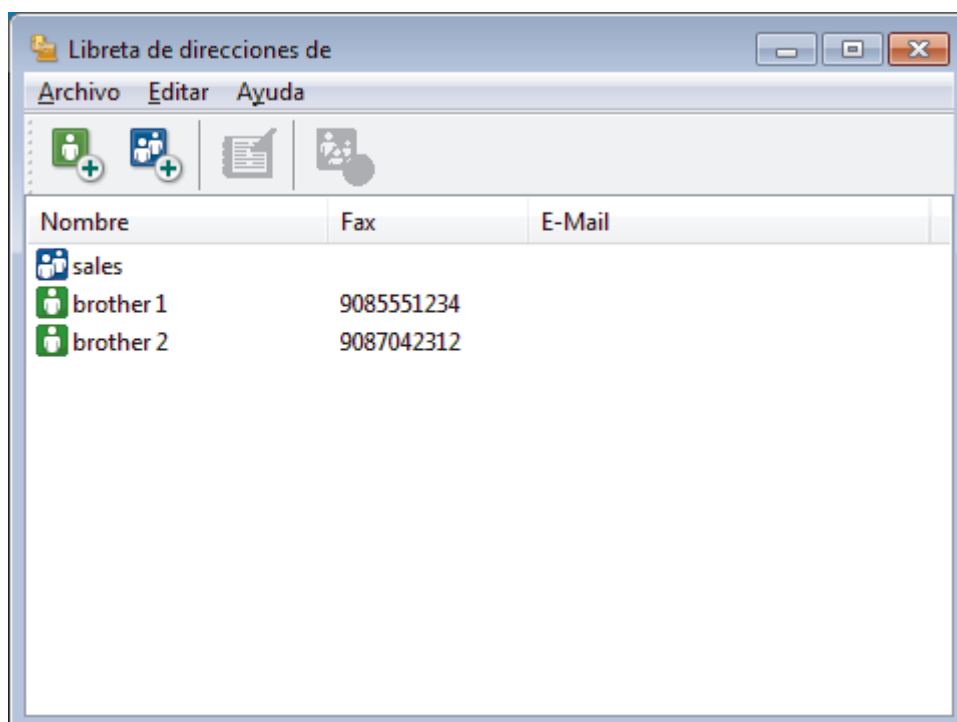 Libreta de direcciones de
Archivo Editar Ayuda
Nombre Fax E-Mail
sales
brother 1 9085551234
brother 2 9087042312